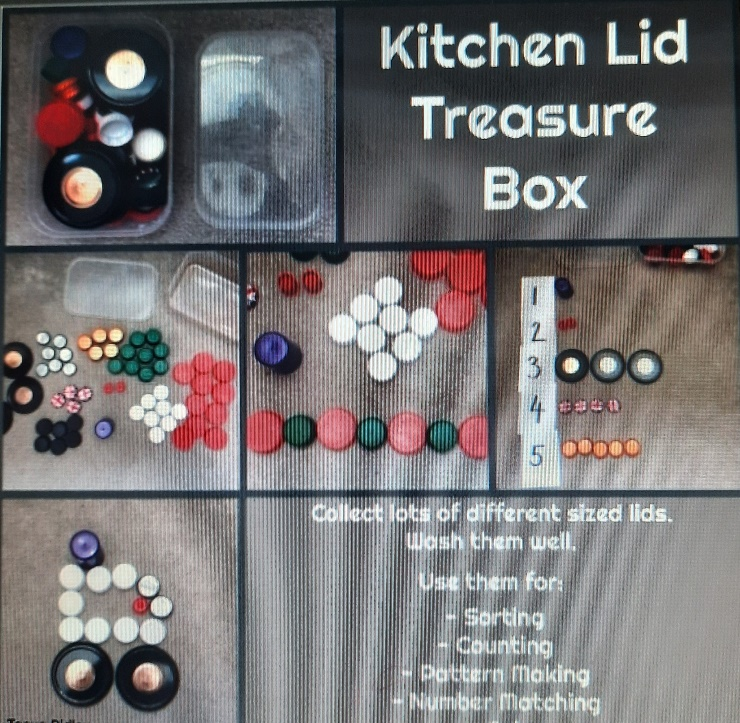 Kitchen Lid
Treasure
Box
1
2
3
4
5
Collect lots of different sized lids.
Wash them well.
Use them for:
- Sorting
- Counting
- Pattern Making
- Number Matching